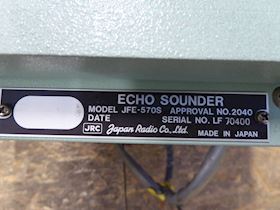 ECHO SOUNDER
MODEL JFE-570S APPROVAL NO.2040
DATE SERIAL NO. LF 70400
JRC Japan Radio Co., Ltd. MADE IN JAPAN